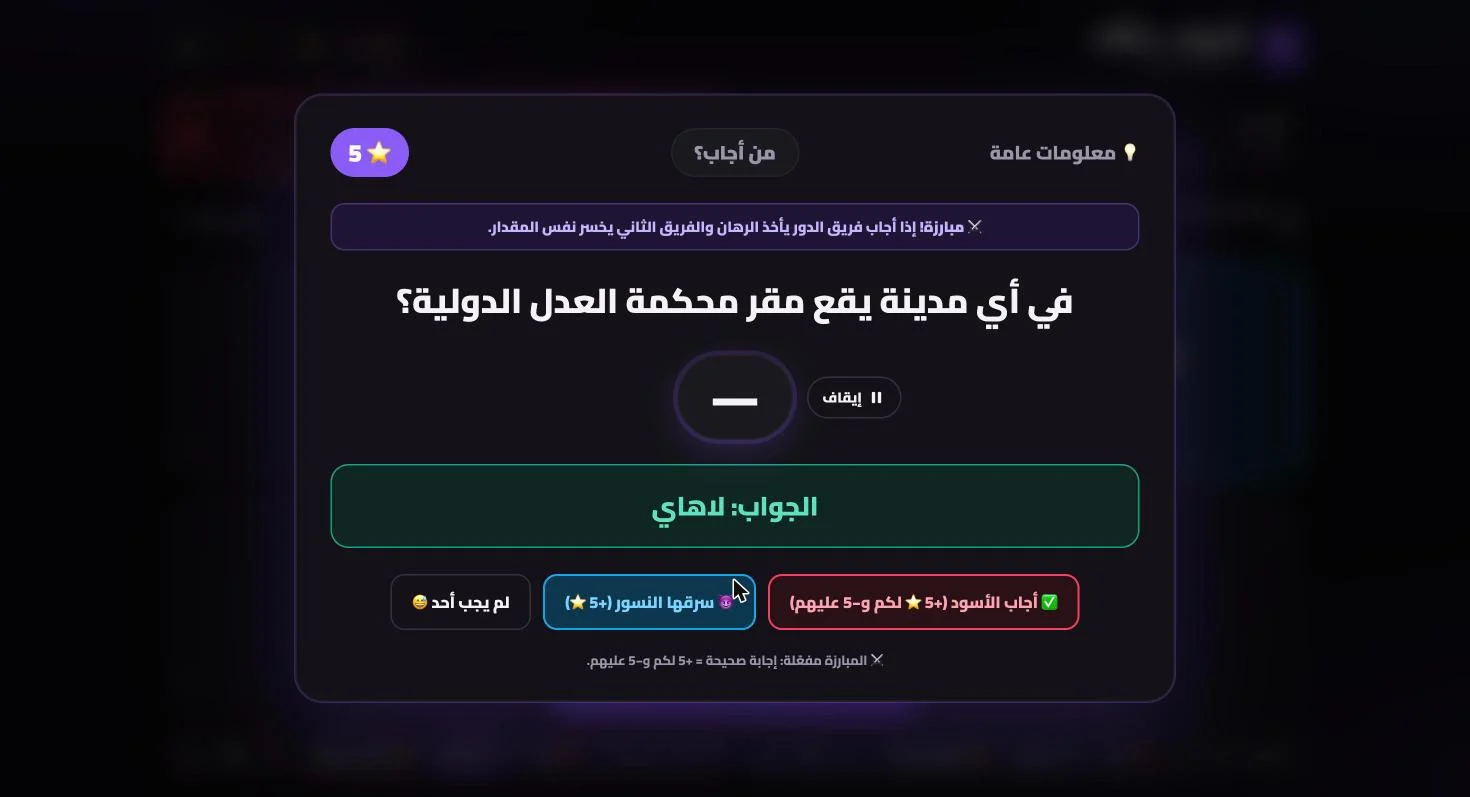 💡 معلومات عامة
من أجاب؟
5 ⭐
⚔ مبارزة! إذا أجاب فريق الدور يأخذ الرهان والفريق الثاني يخسر نفس المقدار.
في أي مدينة يقع مقر محكمة العدل الدولية؟
⏸ إيقاف
—
الجواب: لاهاي
✅ أجاب الأسود (+5 ⭐ لكم و−5 عليهم)
😈 سرقها النسور (+5 ⭐)
لم يجب أحد 😅
⚔ المبارزة مفعّلة: إجابة صحيحة = +5 لكم و−5 عليهم.